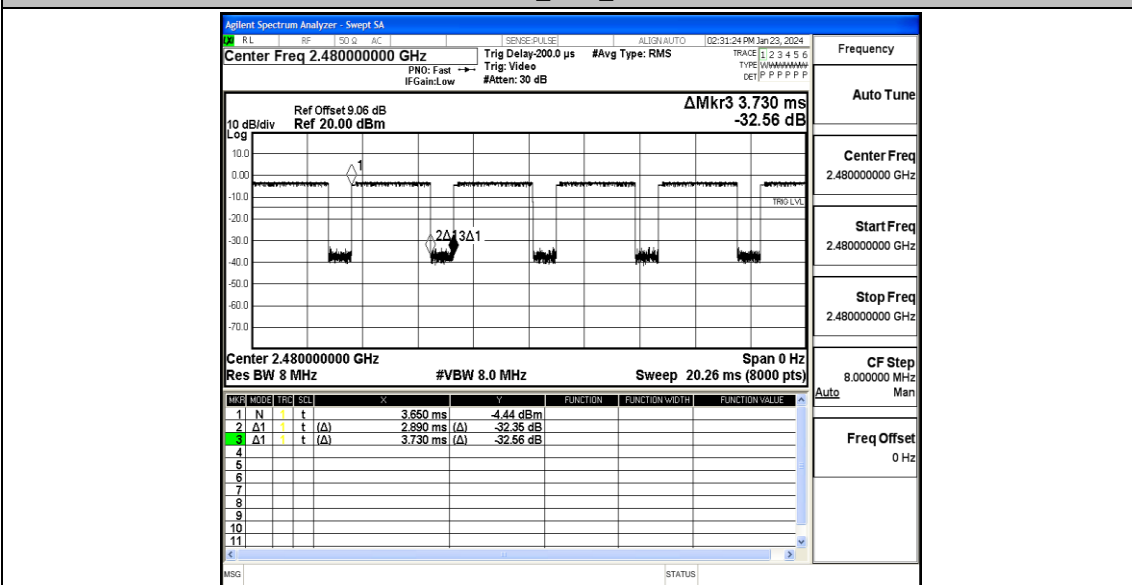 Agilent Spectrum Analyzer - Swept SA
LXI RL RF 50 Ω AC SENSE:PULSE ALIGNAUTO 02:31:24 PM Jan 23, 2024
Center Freq 2.480000000 GHz Trig Delay-200.0 µs #Avg Type: RMS TRACE 1 2 3 4 5 6
PNO: Fast Trig: Video TYPE WWWWWW
IFGain:Low #Atten: 30 dB DET P P P P P P
ΔMkr3 3.730 ms
Ref Offset 9.06 dB
-32.56 dB
10 dB/div Ref 20.00 dBm
Log
10.0
1
0.00
-10.0
TRIG LVL
-20.0
2Δ1 3Δ1
-30.0
-40.0
-50.0
-60.0
-70.0
Center 2.480000000 GHz Span 0 Hz
Res BW 8 MHz #VBW 8.0 MHz Sweep 20.26 ms (8000 pts)
MKR MODE TRC SCL X Y FUNCTION FUNCTION WIDTH FUNCTION VALUE
1 N 1 t 3.650 ms -4.44 dBm
2 Δ1 1 t (Δ) 2.890 ms (Δ) -32.35 dB
3 Δ1 1 t (Δ) 3.730 ms (Δ) -32.56 dB
4
5
6
7
8
9
10
11
MSG STATUS
Frequency
Auto Tune
Center Freq
2.480000000 GHz
Start Freq
2.480000000 GHz
Stop Freq
2.480000000 GHz
CF Step
8.000000 MHz
Auto Man
Freq Offset
0 Hz